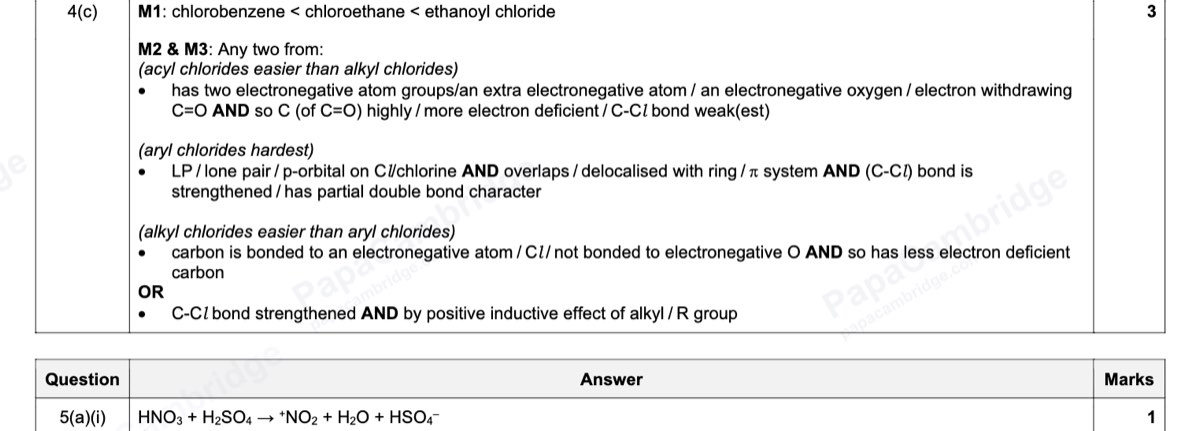 4(c) M1: chlorobenzene < chloroethane < ethanoyl chloride 3
M2 & M3: Any two from:
(acyl chlorides easier than alkyl chlorides)
• has two electronegative atom groups/an extra electronegative atom / an electronegative oxygen / electron withdrawing
C=O AND so C (of C=O) highly / more electron deficient / C-Cl bond weak(est)
(aryl chlorides hardest)
• LP / lone pair / p-orbital on Cl/chlorine AND overlaps / delocalised with ring / π system AND (C-Cl) bond is
strengthened / has partial double bond character
(alkyl chlorides easier than aryl chlorides)
• carbon is bonded to an electronegative atom / Cl / not bonded to electronegative O AND so has less electron deficient
carbon
OR
• C-Cl bond strengthened AND by positive inductive effect of alkyl / R group
PapaCambridge
papacambridge.com
Question Answer Marks
5(a)(i) HNO₃ + H₂SO₄ → ⁺NO₂ + H₂O + HSO₄⁻ 1